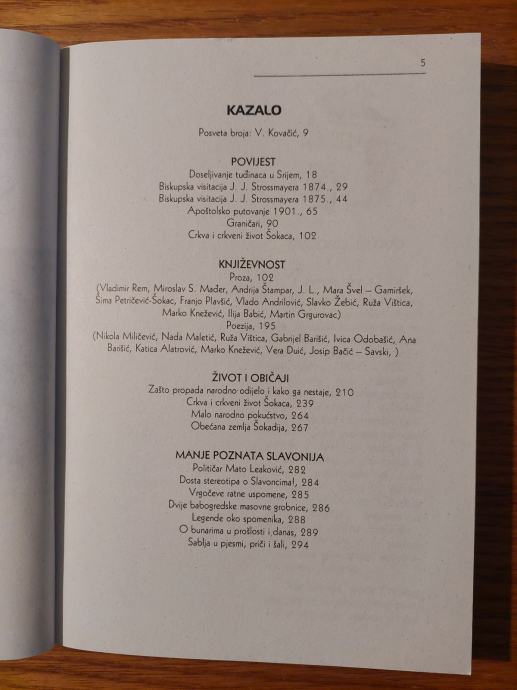 5
KAZALO
Posveta broja: V. Kovačić, 9
POVIJEST
Doseljivanje tuđinaca u Srijem, 18
Biskupska visitacija J. J. Strossmayera 1874., 29
Biskupska visitacija J. J. Strossmayera 1875., 44
Apoštolsko putovanje 1901., 65
Graničari, 90
Crkva i crkveni život Šokaca, 102
KNJIŽEVNOST
Proza, 102
(Vladimir Rem, Miroslav S. Mađer, Andrija Štampar, J. L., Mara Švel – Gamiršek,
Šima Petričević-Šokac, Franjo Plavšić, Vlado Andrilović, Slavko Žebić, Ruža Vištica,
Marko Knežević, Ilija Babić, Martin Grgurovac)
Poezija, 195
(Nikola Miličević, Nada Maletić, Ruža Vištica, Gabrijel Barišić, Ivica Odobašić, Ana
Barišić, Katica Alatrović, Marko Knežević, Vera Duić, Josip Bačić – Savski, )
ŽIVOT I OBIČAJI
Zašto propada narodno odijelo i kako ga nestaje, 210
Crkva i crkveni život Šokaca, 239
Malo narodno pokućstvo, 264
Obećana zemlja Šokadija, 267
MANJE POZNATA SLAVONIJA
Političar Mato Leaković, 282
Dosta stereotipa o Slavoncima!, 284
Vrgočeve ratne uspomene, 285
Dvije babogredske masovne grobnice, 286
Legende oko spomenika, 288
O bunarima u prošlosti i danas, 289
Sablja u pjesmi, priči i šali, 294